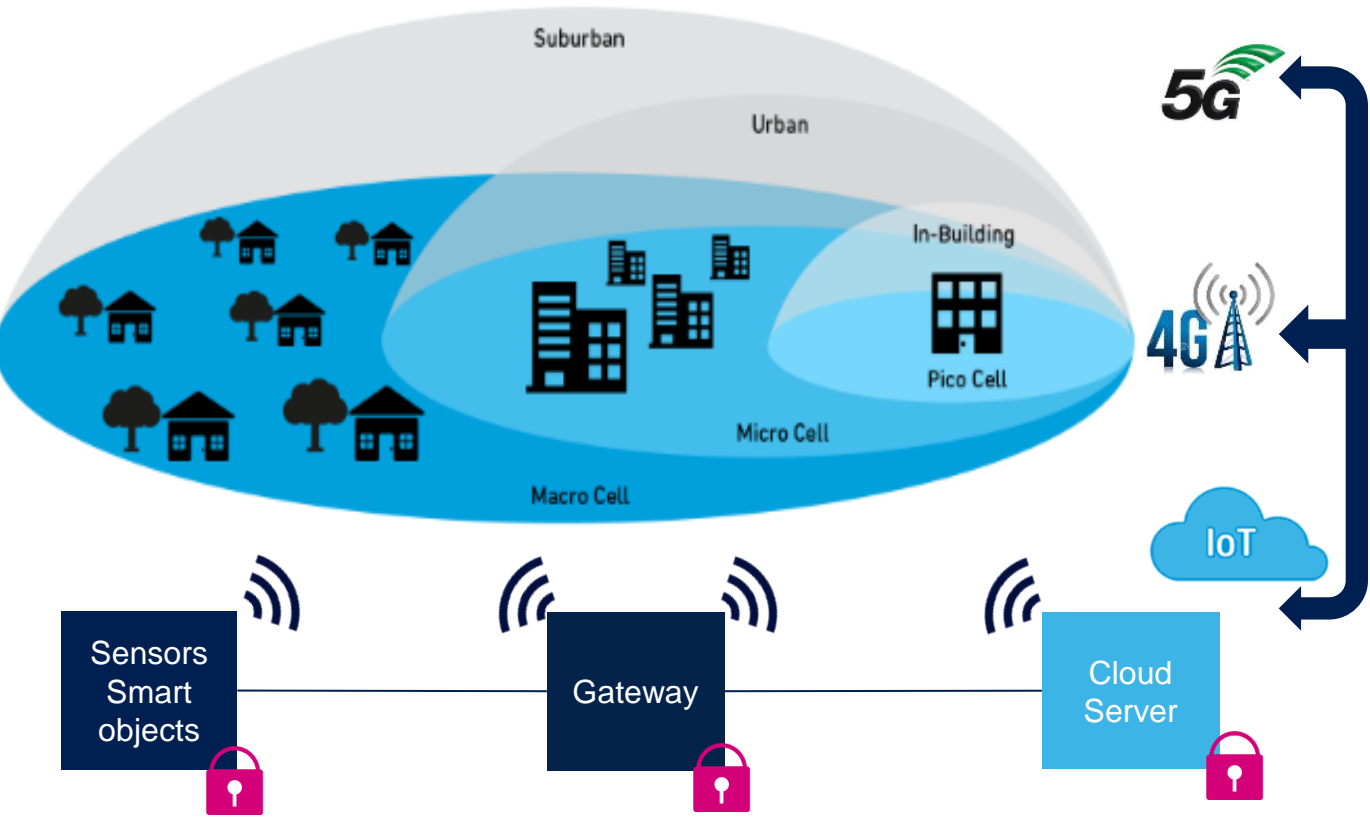 Suburban
Urban
In-Building
Pico Cell
Micro Cell
Macro Cell
5G
4G
IoT
Sensors
Smart
objects
Gateway
Cloud
Server